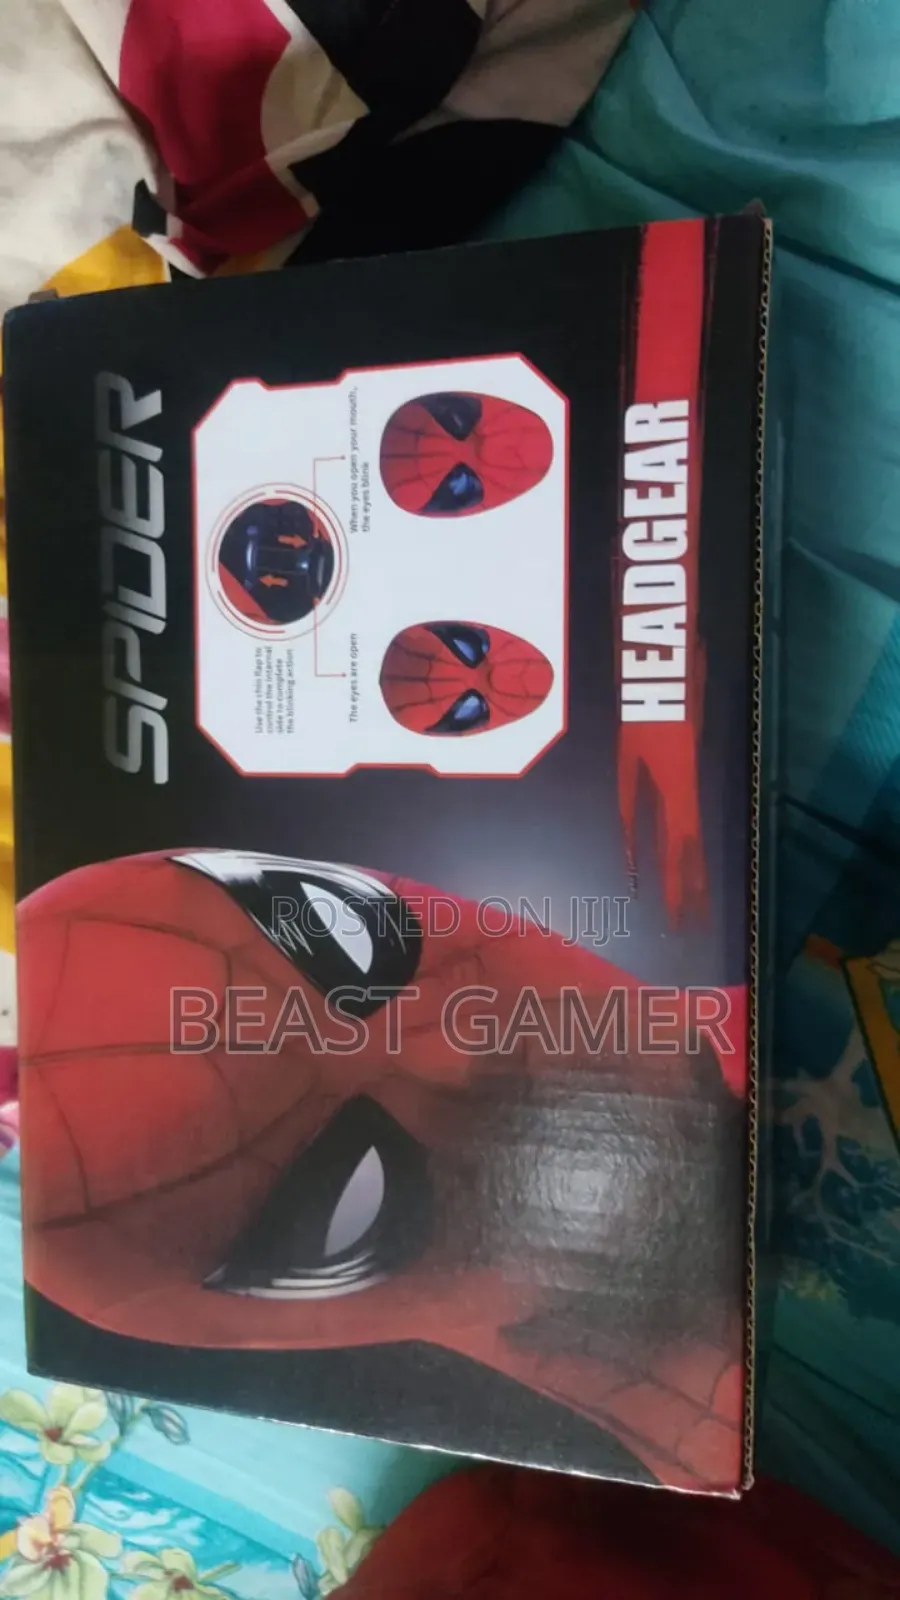 SPIDER
Use the chin flap to
control the internal
side to complete
the blinking action
When you open your mouth,
the eyes blink
The eyes are open
HEADGEAR
POSTED ON JIJI
BEAST GAMER